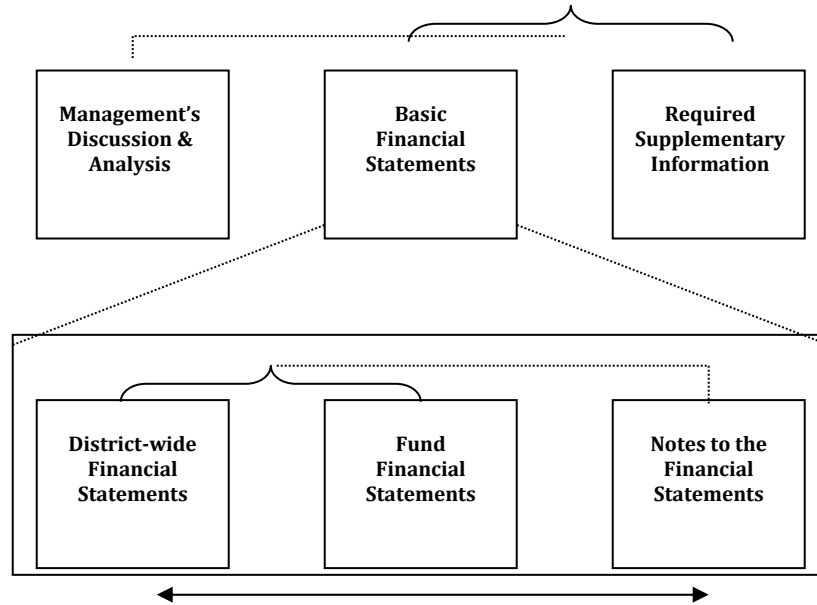 Management’s
Discussion &
Analysis
Basic
Financial
Statements
Required
Supplementary
Information
District-wide
Financial
Statements
Fund
Financial
Statements
Notes to the
Financial
Statements